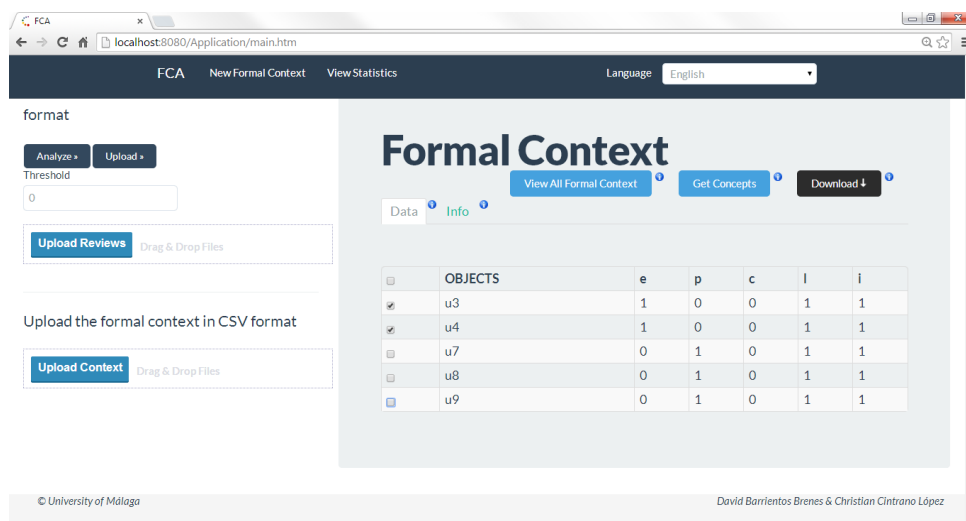 FCA
localhost:8080/Application/main.htm
FCA New Formal Context View Statistics Language English
format
Analyze » Upload »
Threshold
0
Upload Reviews Drag & Drop Files
Upload the formal context in CSV format
Upload Context Drag & Drop Files
Formal Context
View All Formal Context Get Concepts Download
Data Info
OBJECTS e p c l i
u3 1 0 0 1 1
u4 1 0 0 1 1
u7 0 1 0 1 1
u8 0 1 0 1 1
u9 0 1 0 1 1
© University of Málaga David Barrientos Brenes & Christian Cintrano López